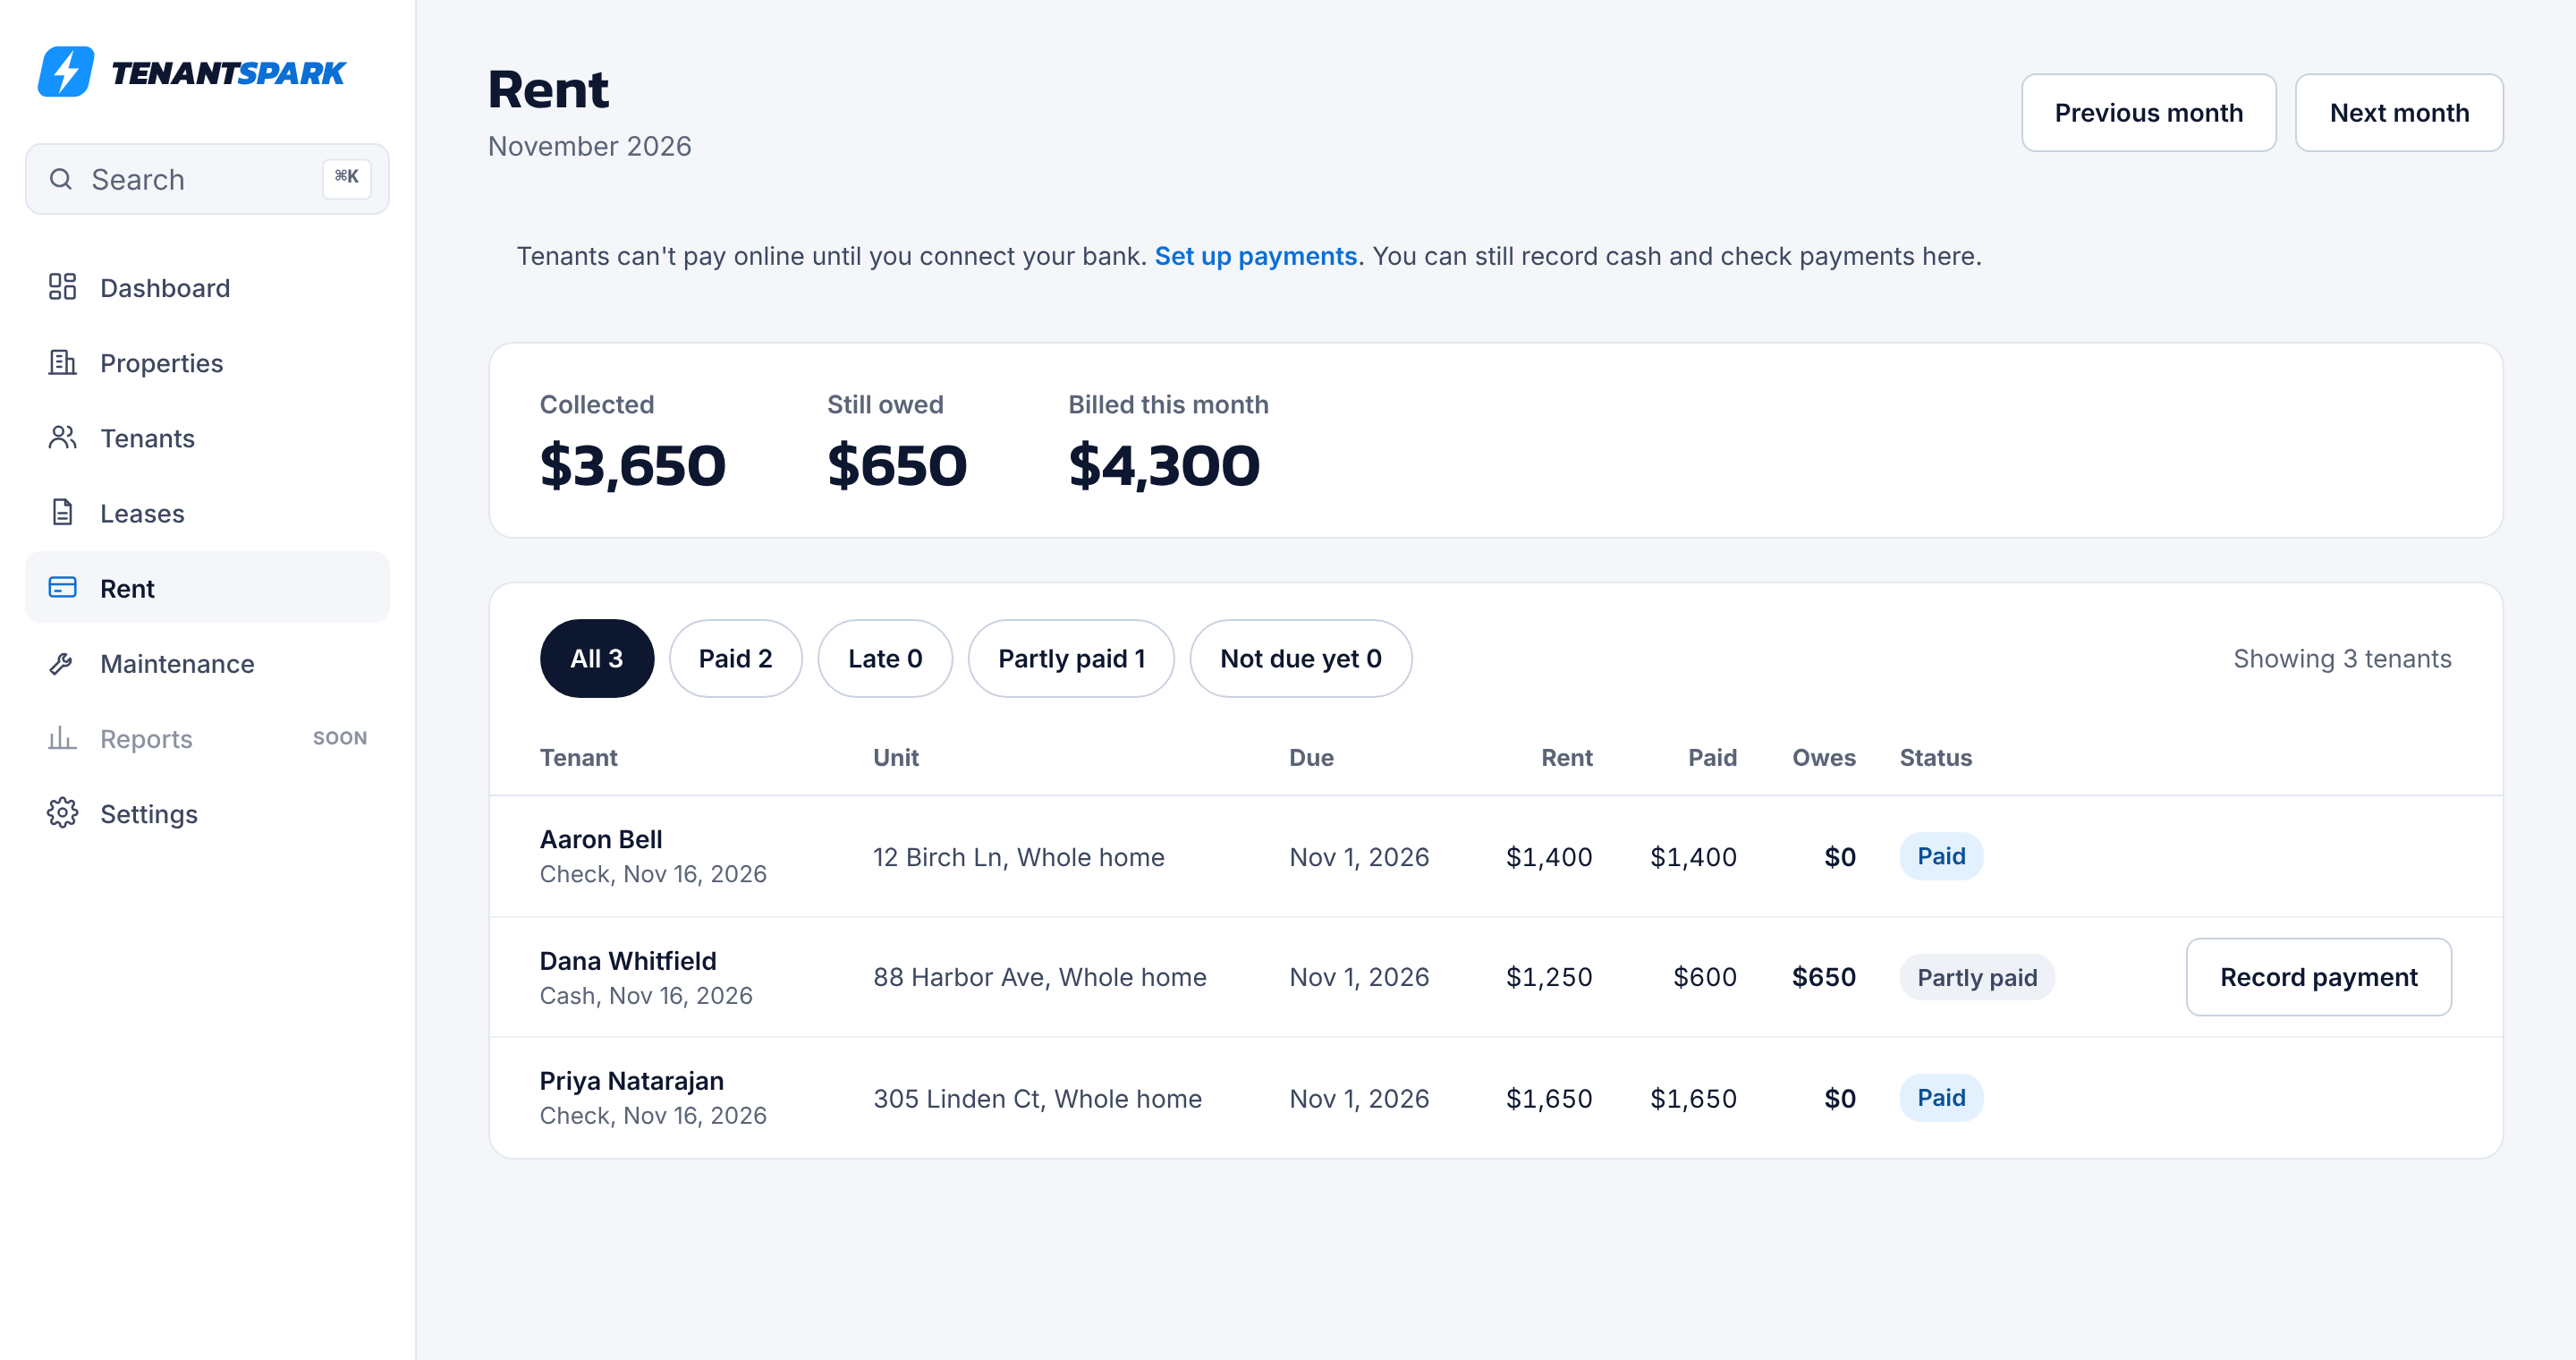 TENANTSPARK
Search ⌘K
Dashboard
Properties
Tenants
Leases
Rent
Maintenance
Reports SOON
Settings
Rent
November 2026
Previous month Next month
Tenants can't pay online until you connect your bank. Set up payments. You can still record cash and check payments here.
Collected Still owed Billed this month
$3,650 $650 $4,300
All 3 Paid 2 Late 0 Partly paid 1 Not due yet 0 Showing 3 tenants
Tenant Unit Due Rent Paid Owes Status
Aaron Bell
Check, Nov 16, 2026
12 Birch Ln, Whole home Nov 1, 2026 $1,400 $1,400 $0 Paid
Dana Whitfield
Cash, Nov 16, 2026
88 Harbor Ave, Whole home Nov 1, 2026 $1,250 $600 $650 Partly paid Record payment
Priya Natarajan
Check, Nov 16, 2026
305 Linden Ct, Whole home Nov 1, 2026 $1,650 $1,650 $0 Paid